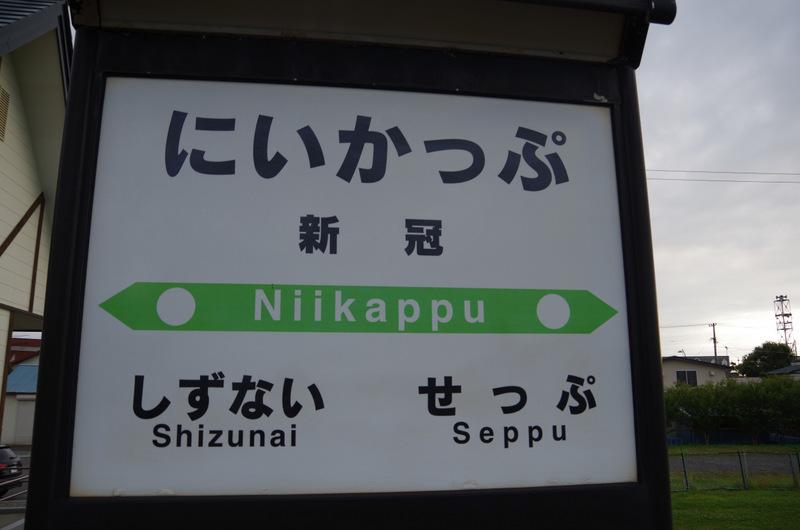 にいかっぷ
新冠
Niikappu
しずない せっぷ
Shizunai Seppu